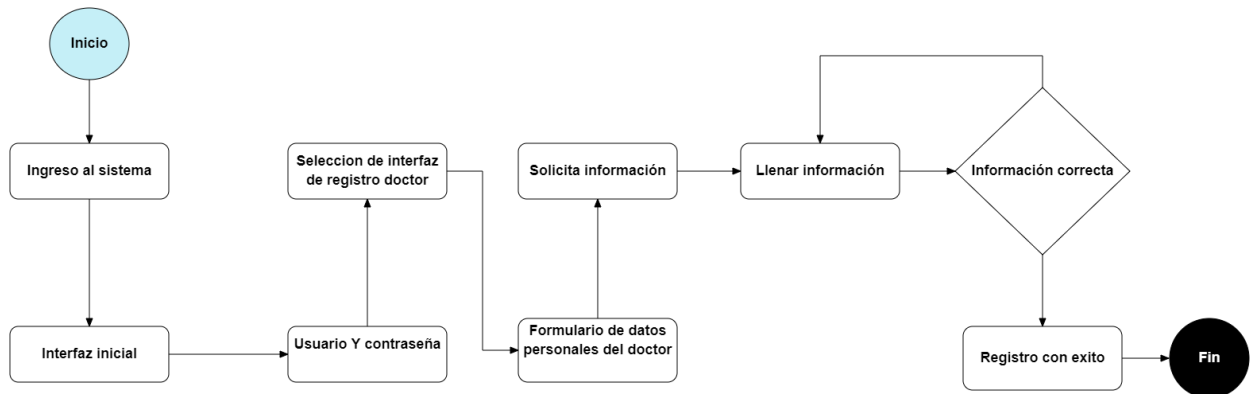 Inicio
Ingreso al sistema
Interfaz inicial
Usuario Y contraseña
Seleccion de interfaz
de registro doctor
Formulario de datos
personales del doctor
Solicita información
Llenar información
Información correcta
Registro con exito
Fin